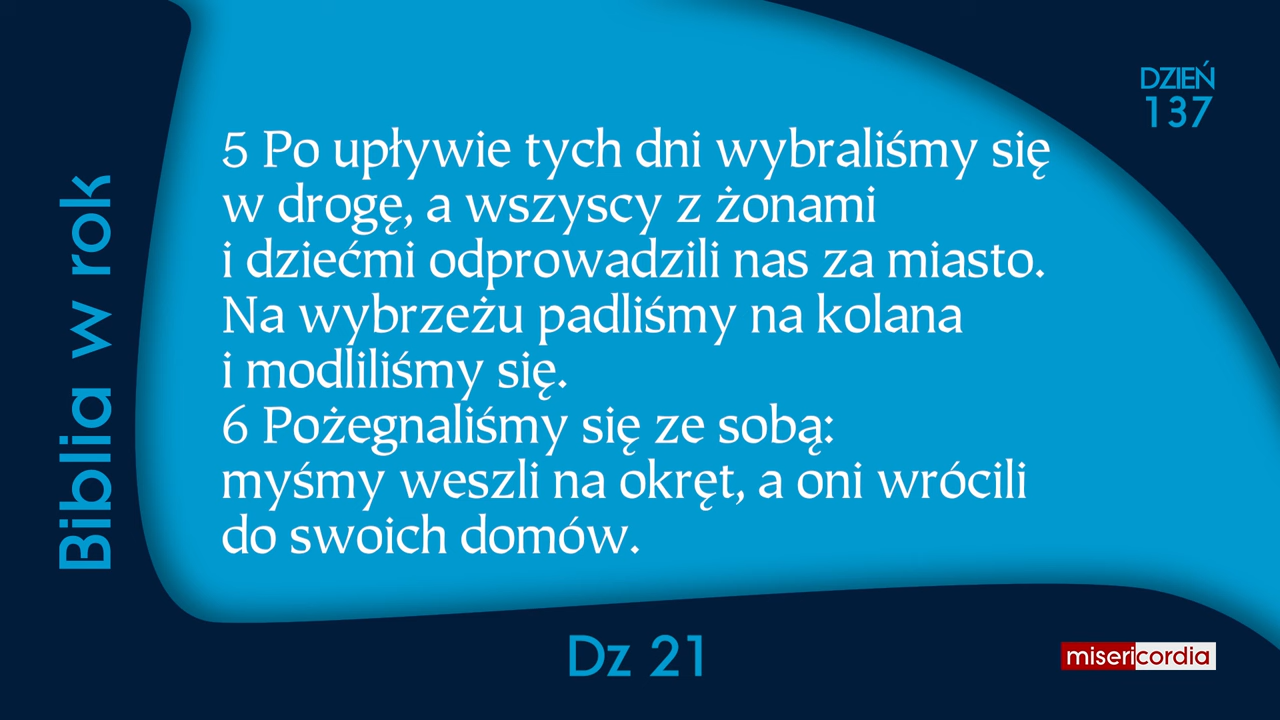 DZIEŃ
137
Biblia w rok
5 Po upływie tych dni wybraliśmy się
w drogę, a wszyscy z żonami
i dziećmi odprowadzili nas za miasto.
Na wybrzeżu padliśmy na kolana
i modliliśmy się.
6 Pożegnaliśmy się ze sobą:
myśmy weszli na okręt, a oni wrócili
do swoich domów.
Dz 21
misericordia